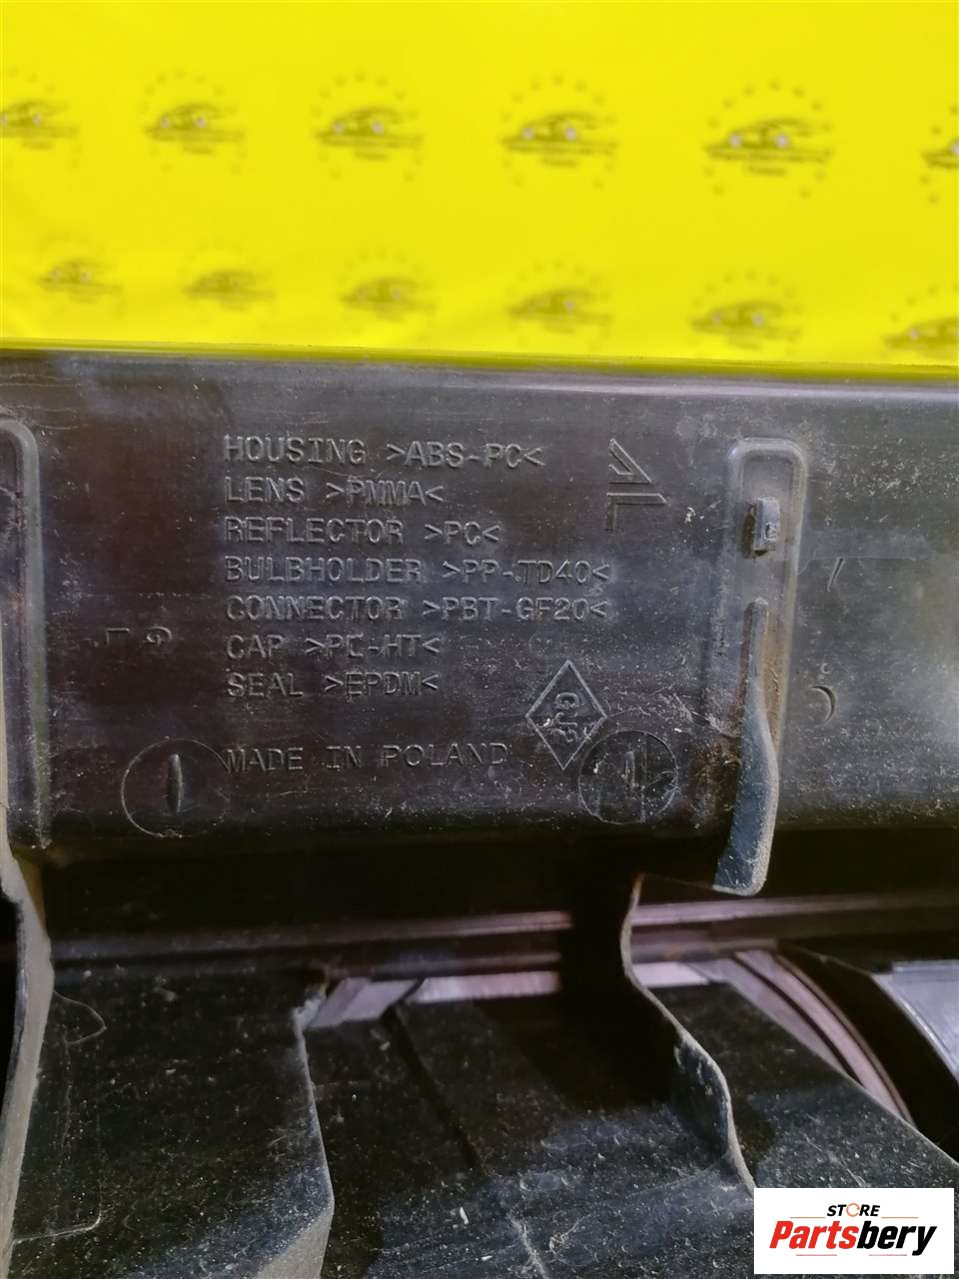 HOUSING >ABS-PC<
LENS >PMMA<
REFLECTOR >PC<
BULBHOLDER >PP-TD40<
CONNECTOR >PBT-GF20<
CAP >PE-HT<
SEAL >EPDM<
MADE IN POLAND
STORE
Partsbery